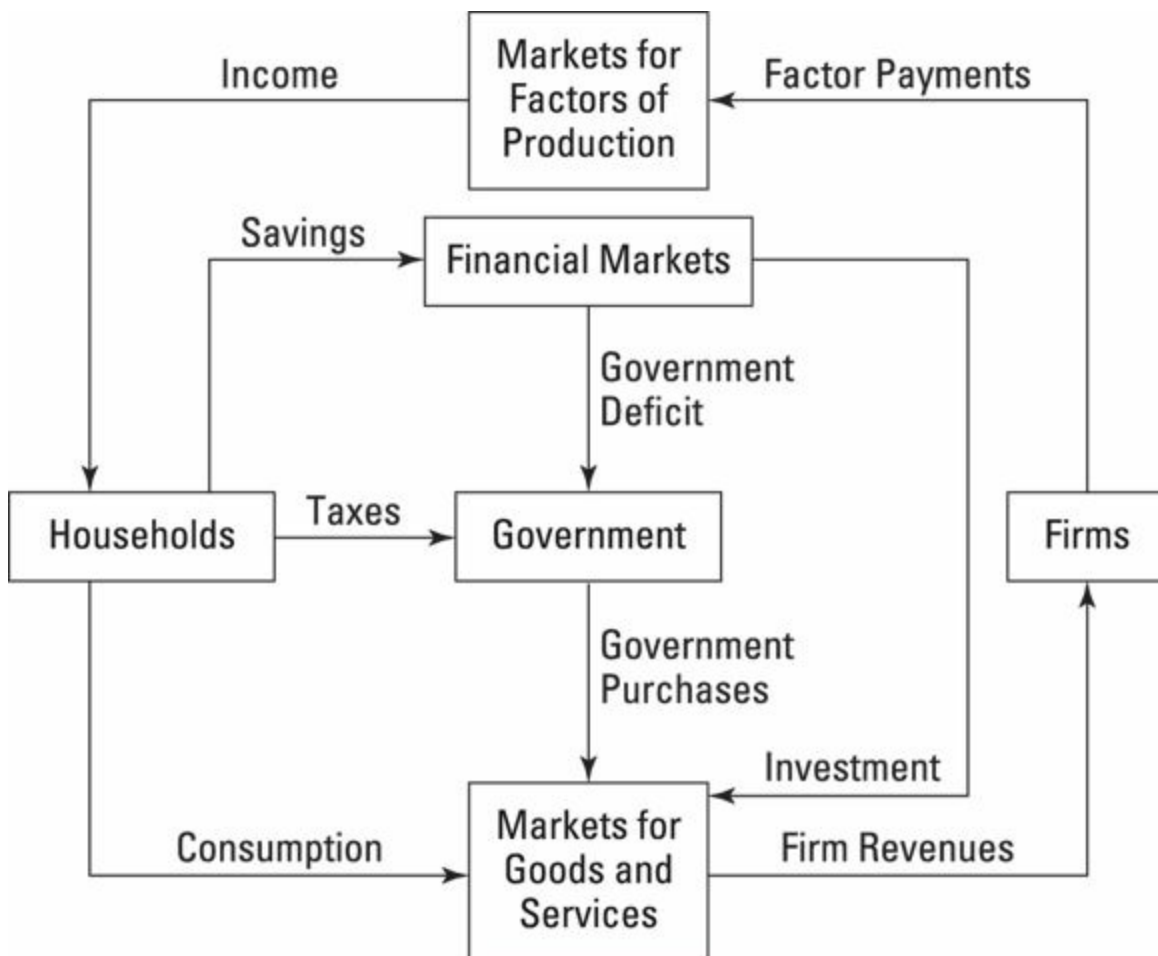 Income
Markets for
Factors of
Production
Factor Payments
Savings
Financial Markets
Government
Deficit
Households
Taxes
Government
Firms
Government
Purchases
Investment
Consumption
Markets for
Goods and
Services
Firm Revenues